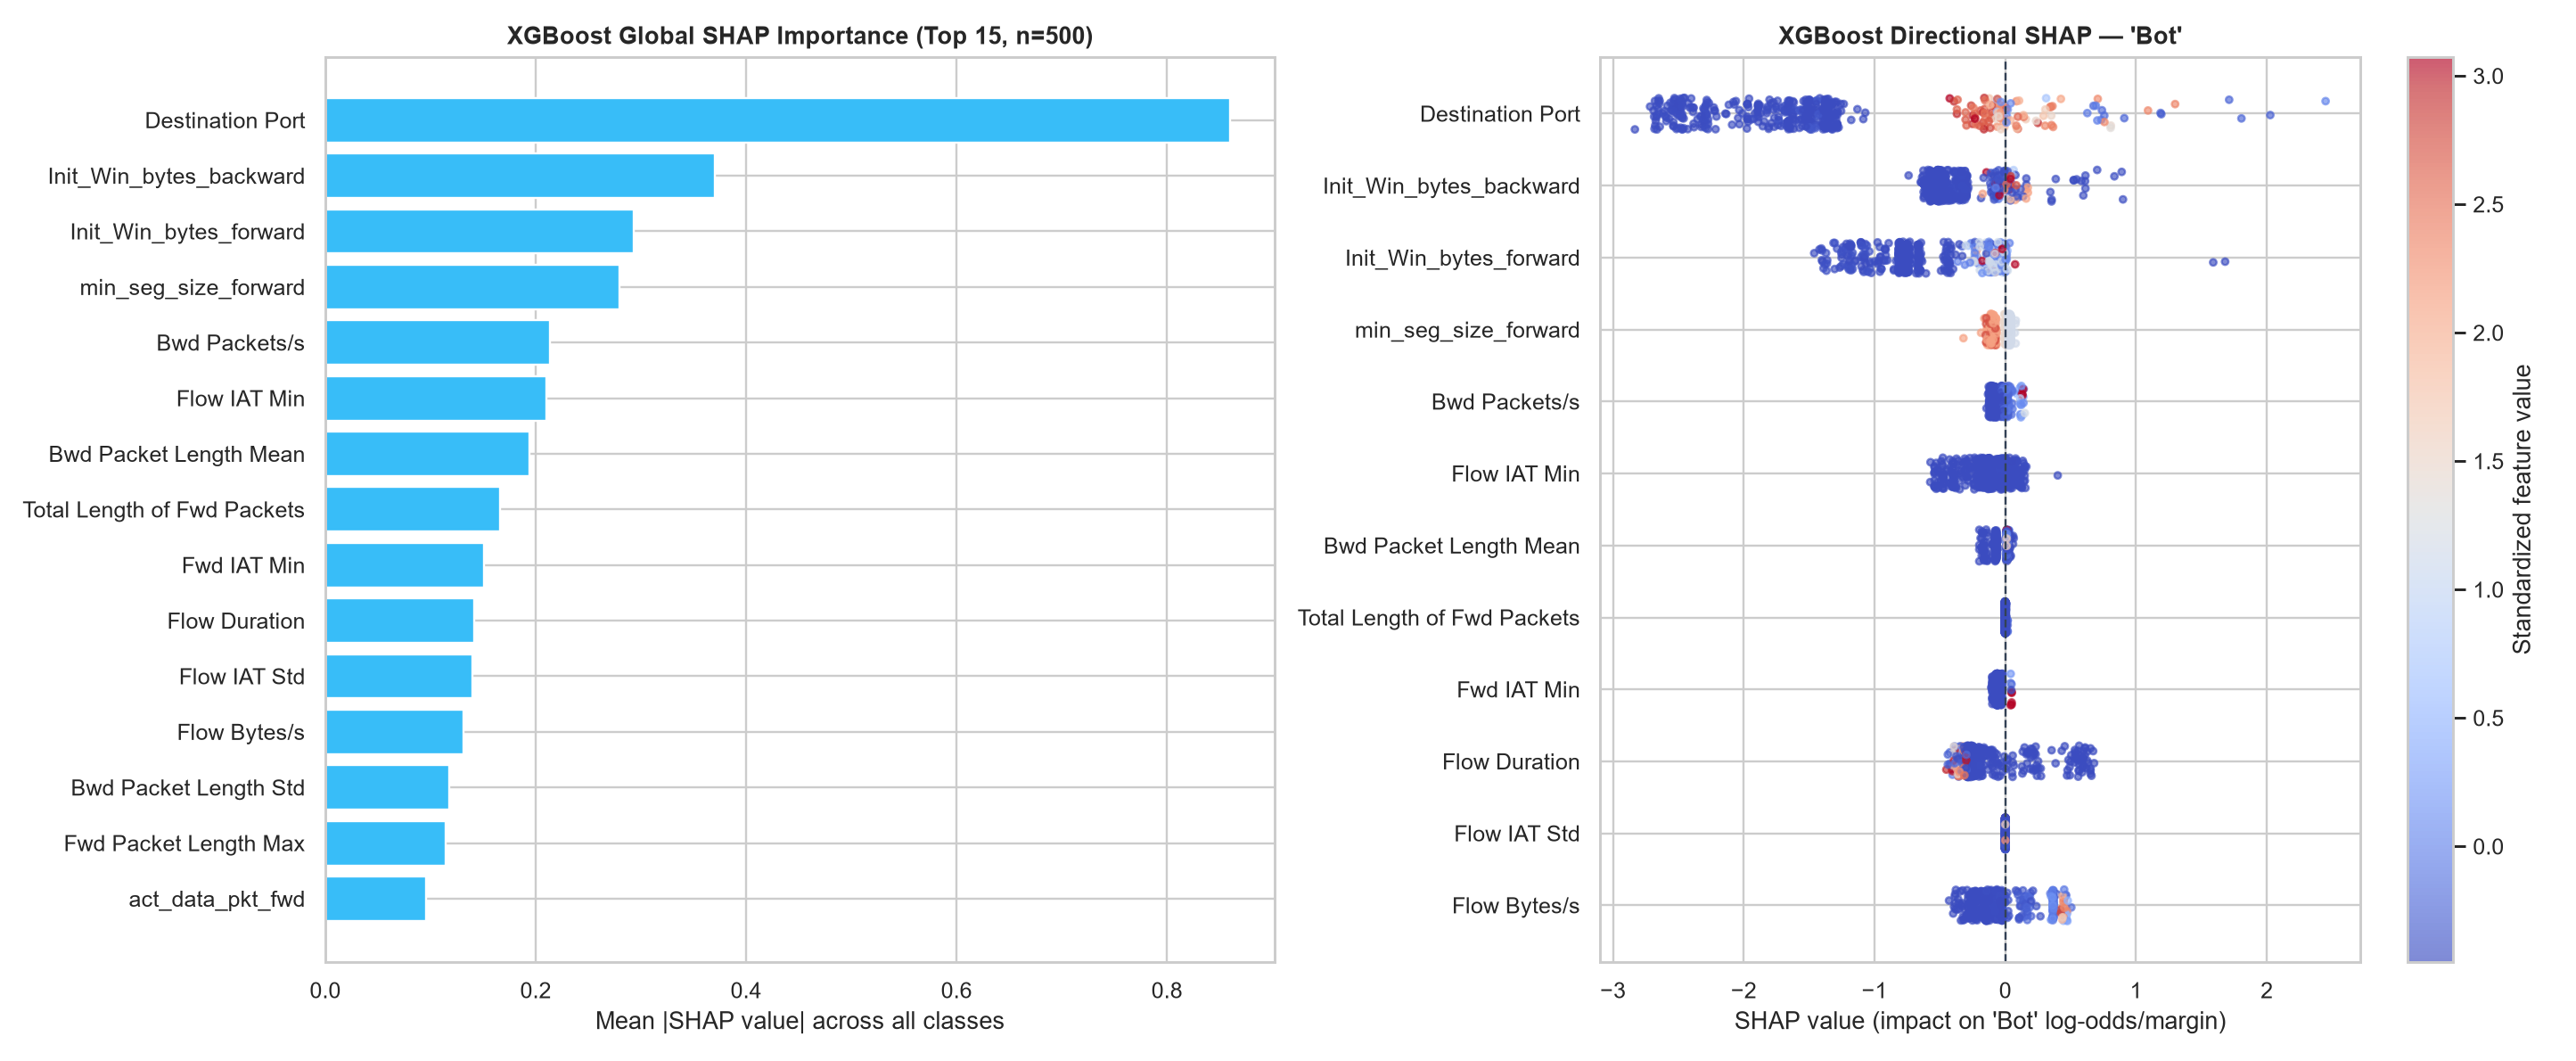 XGBoost Global SHAP Importance (Top 15, n=500)
Destination Port
Init_Win_bytes_backward
Init_Win_bytes_forward
min_seg_size_forward
Bwd Packets/s
Flow IAT Min
Bwd Packet Length Mean
Total Length of Fwd Packets
Fwd IAT Min
Flow Duration
Flow IAT Std
Flow Bytes/s
Bwd Packet Length Std
Fwd Packet Length Max
act_data_pkt_fwd
0.0 0.2 0.4 0.6 0.8
Mean |SHAP value| across all classes
XGBoost Directional SHAP — 'Bot'
Destination Port
Init_Win_bytes_backward
Init_Win_bytes_forward
min_seg_size_forward
Bwd Packets/s
Flow IAT Min
Bwd Packet Length Mean
Total Length of Fwd Packets
Fwd IAT Min
Flow Duration
Flow IAT Std
Flow Bytes/s
−3 −2 −1 0 1 2
SHAP value (impact on 'Bot' log-odds/margin)
3.0
2.5
2.0
1.5
1.0
0.5
0.0
Standardized feature value